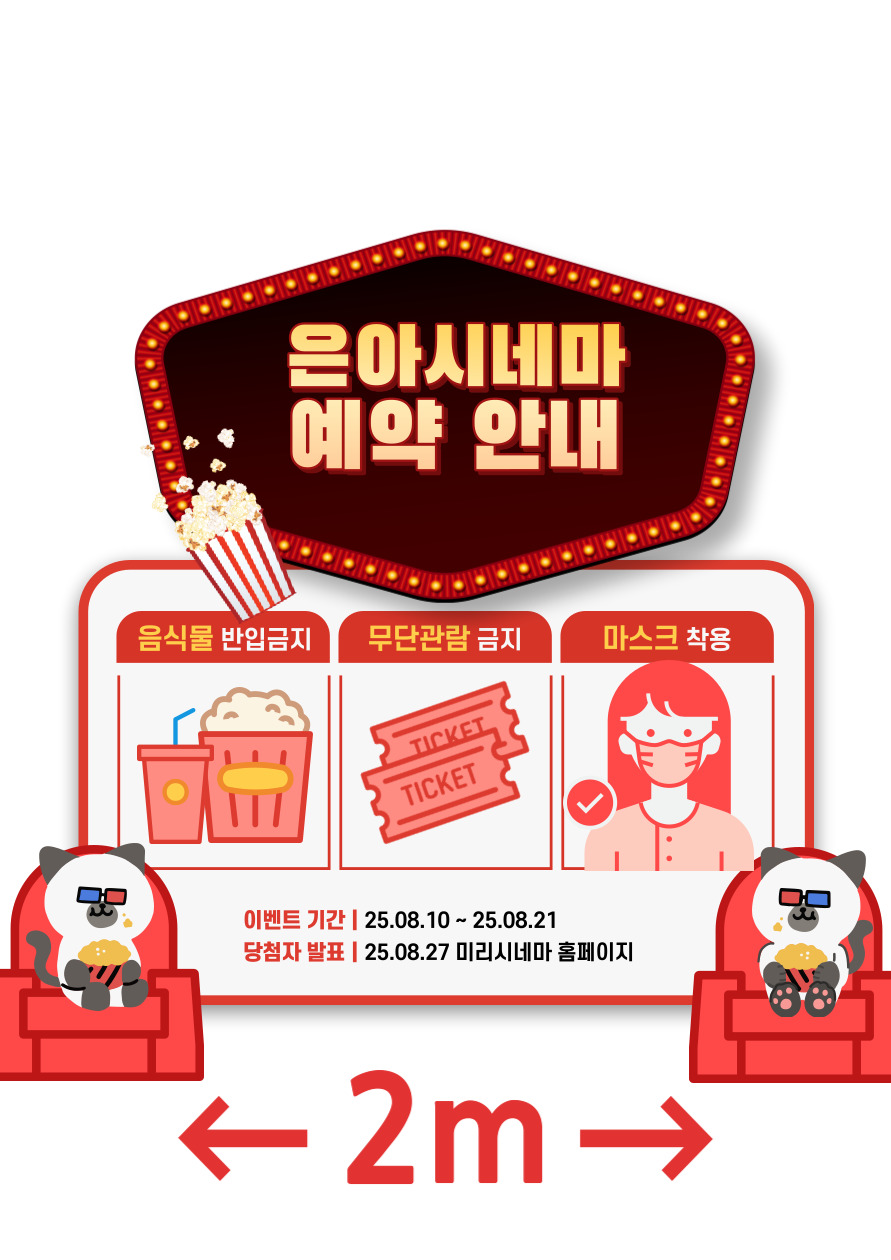 은아시네마
예약 안내
음식물 반입금지
무단관람 금지
마스크 착용
TICKET
TICKET
이벤트 기간 | 25.08.10 ~ 25.08.21
당첨자 발표 | 25.08.27 미리시네마 홈페이지
← 2m →